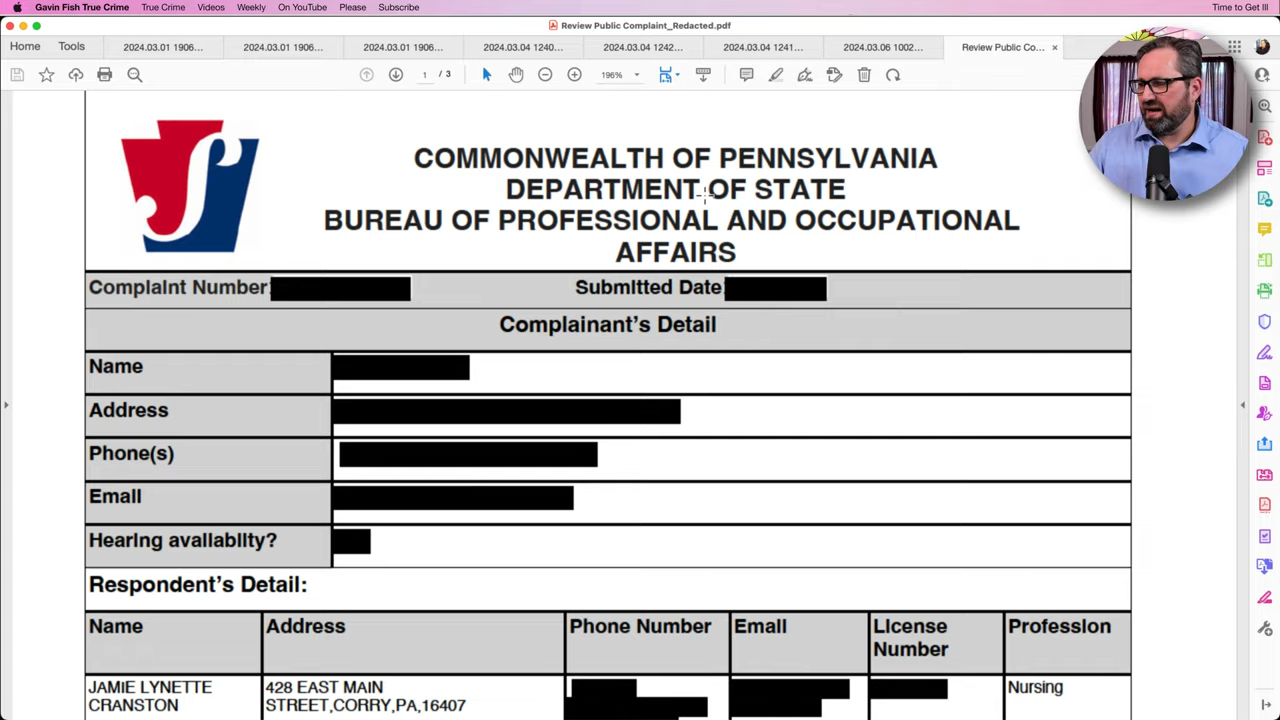 Gavin Fish True Crime True Crime Videos Weekly On YouTube Please Subscribe Time to Get Ill
Review Public Complaint_Redacted.pdf
Home Tools 2024.03.01 1906... 2024.03.01 1906... 2024.03.01 1906... 2024.03.04 1240... 2024.03.04 1242... 2024.03.04 1241... 2024.03.06 1002... Review Public Co... ×
1 / 3 196%
COMMONWEALTH OF PENNSYLVANIA
DEPARTMENT OF STATE
BUREAU OF PROFESSIONAL AND OCCUPATIONAL
AFFAIRS
Complaint Number: Submitted Date:
Complainant's Detail
Name
Address
Phone(s)
Email
Hearing availablity?
Respondent's Detail:
Name Address Phone Number Email License Number Profession
JAMIE LYNETTE CRANSTON 428 EAST MAIN STREET,CORRY,PA,16407 Nursing